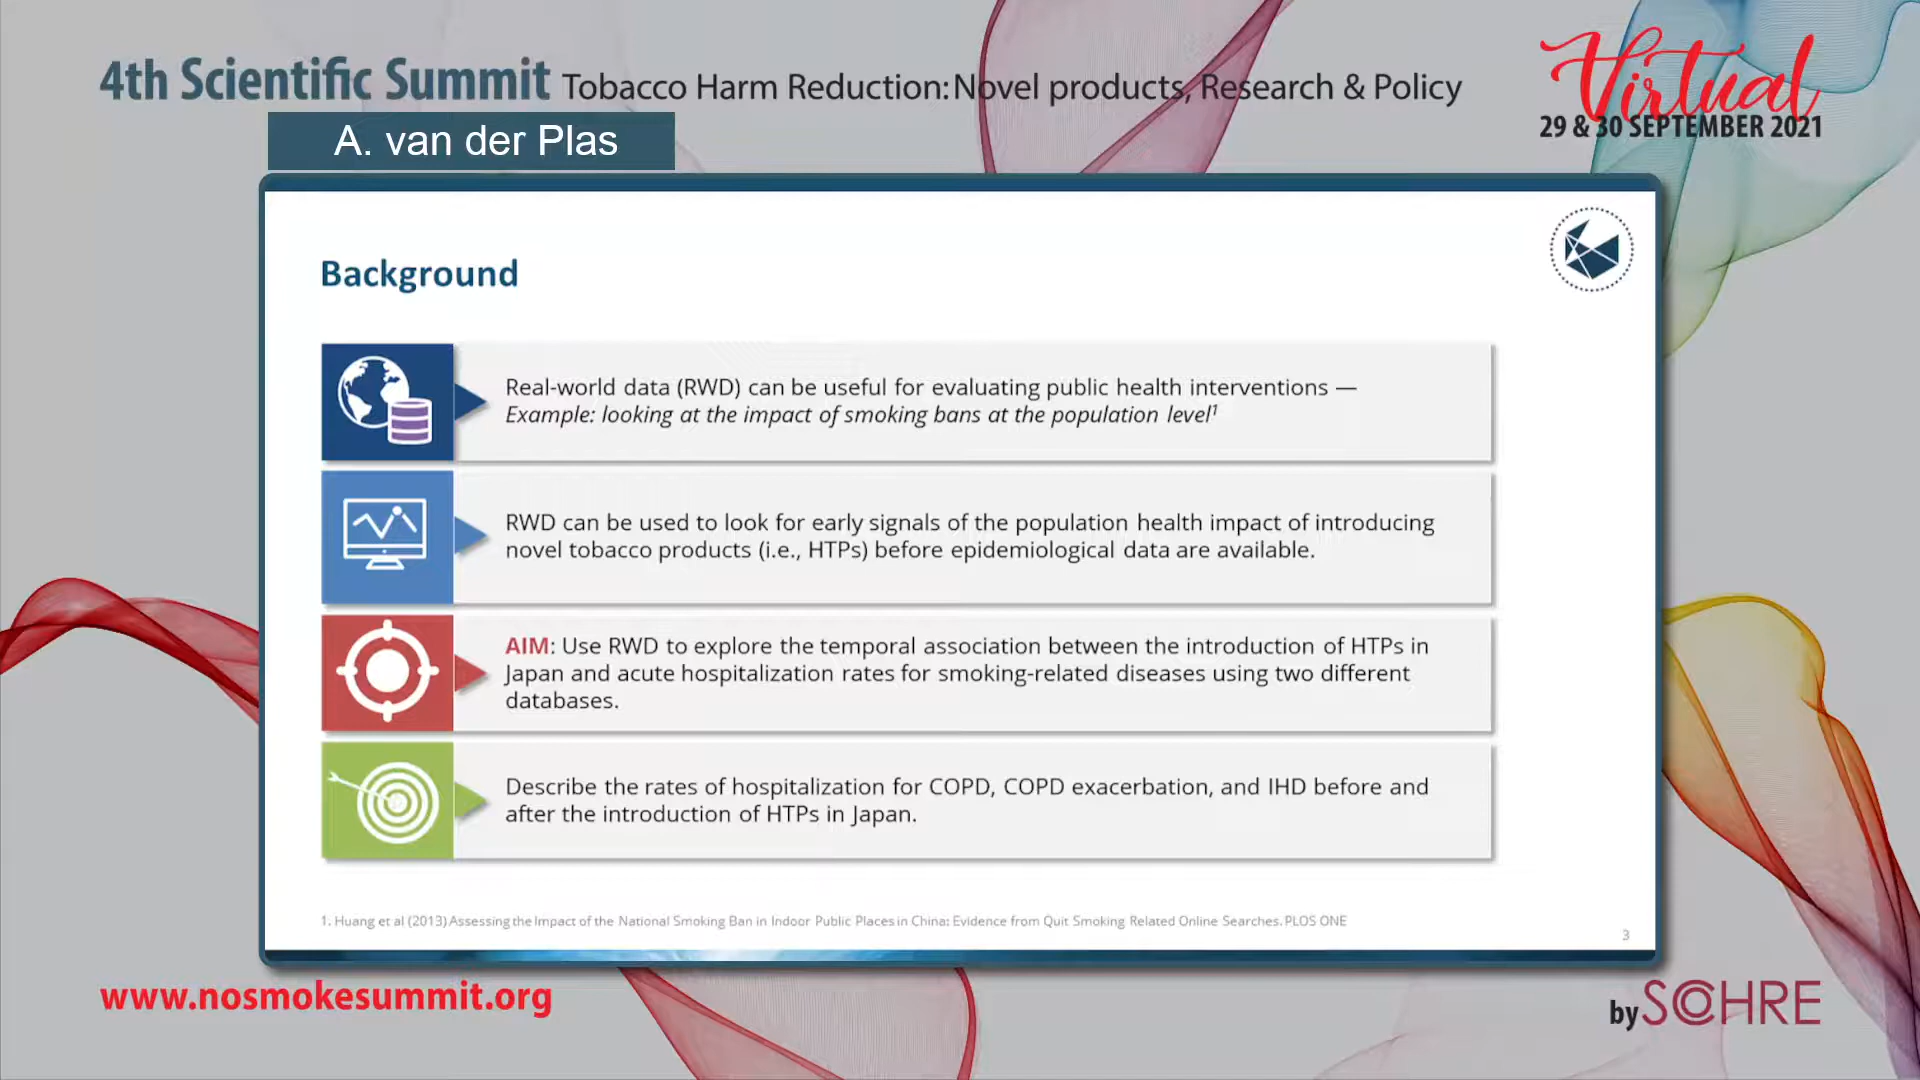 4th Scientific Summit Tobacco Harm Reduction: Novel products, Research & Policy
Virtual
29 & 30 SEPTEMBER 2021
A. van der Plas
Background
Real-world data (RWD) can be useful for evaluating public health interventions —
Example: looking at the impact of smoking bans at the population level¹
RWD can be used to look for early signals of the population health impact of introducing
novel tobacco products (i.e., HTPs) before epidemiological data are available.
AIM: Use RWD to explore the temporal association between the introduction of HTPs in
Japan and acute hospitalization rates for smoking-related diseases using two different
databases.
Describe the rates of hospitalization for COPD, COPD exacerbation, and IHD before and
after the introduction of HTPs in Japan.
1. Huang et al (2013) Assessing the Impact of the National Smoking Ban in Indoor Public Places in China: Evidence from Quit Smoking Related Online Searches. PLOS ONE
3
www.nosmokesummit.org
by SCOHRE